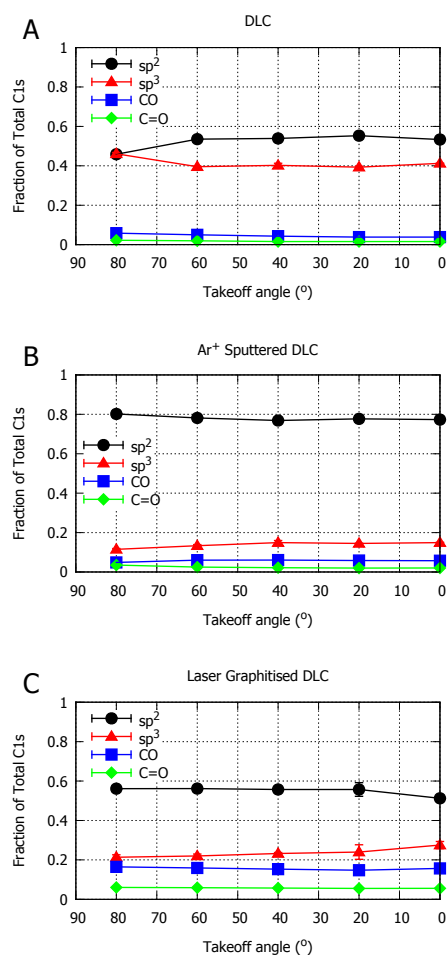 A
DLC
Fraction of Total C1s
1
0.8
0.6
0.4
0.2
0
sp²
sp³
CO
C=O
90 80 70 60 50 40 30 20 10 0
Takeoff angle (º)
B
Ar⁺ Sputtered DLC
Fraction of Total C1s
1
0.8
0.6
0.4
0.2
0
sp²
sp³
CO
C=O
90 80 70 60 50 40 30 20 10 0
Takeoff angle (º)
C
Laser Graphitised DLC
Fraction of Total C1s
1
0.8
0.6
0.4
0.2
0
sp²
sp³
CO
C=O
90 80 70 60 50 40 30 20 10 0
Takeoff angle (º)